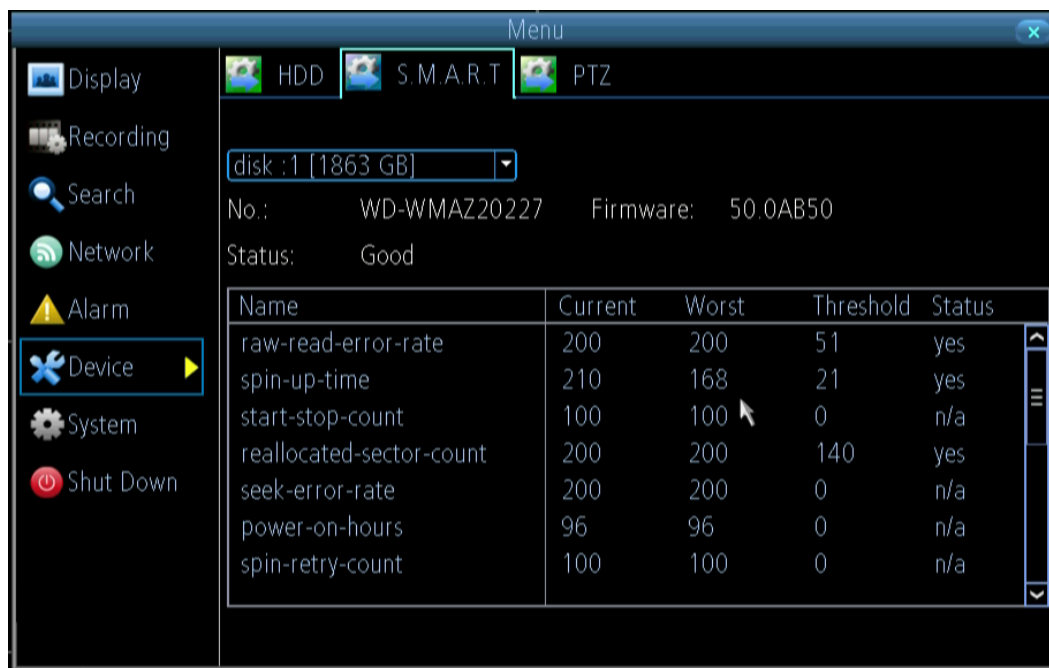 Menu
Display
Recording
Search
Network
Alarm
Device
System
Shut Down
HDD S.M.A.R.T PTZ
disk :1 [1863 GB]
No.: WD-WMAZ20227 Firmware: 50.0AB50
Status: Good
Name Current Worst Threshold Status
raw-read-error-rate 200 200 51 yes
spin-up-time 210 168 21 yes
start-stop-count 100 100 0 n/a
reallocated-sector-count 200 200 140 yes
seek-error-rate 200 200 0 n/a
power-on-hours 96 96 0 n/a
spin-retry-count 100 100 0 n/a